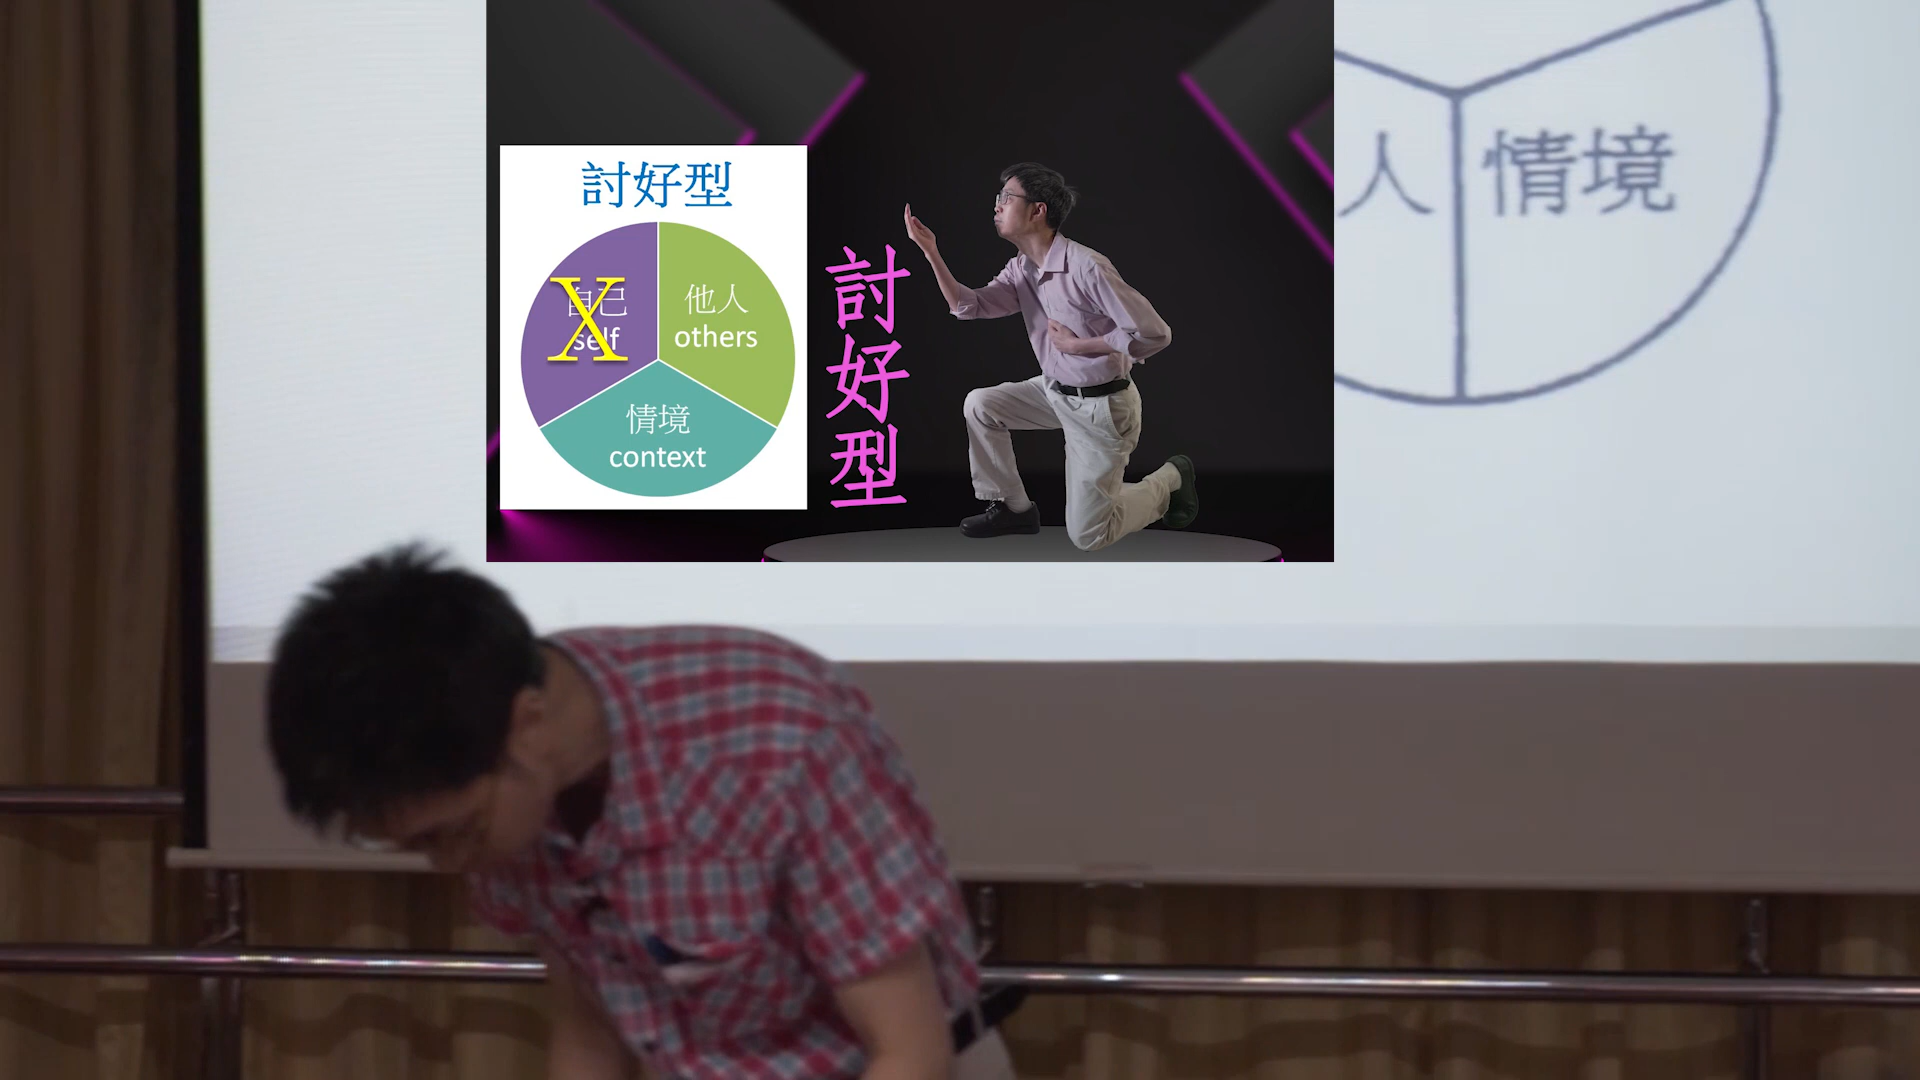 討好型
自己
self
X
他人
others
情境
context
討好型
人
情境